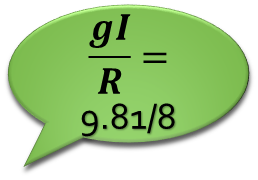 gI
R =
9.81/8